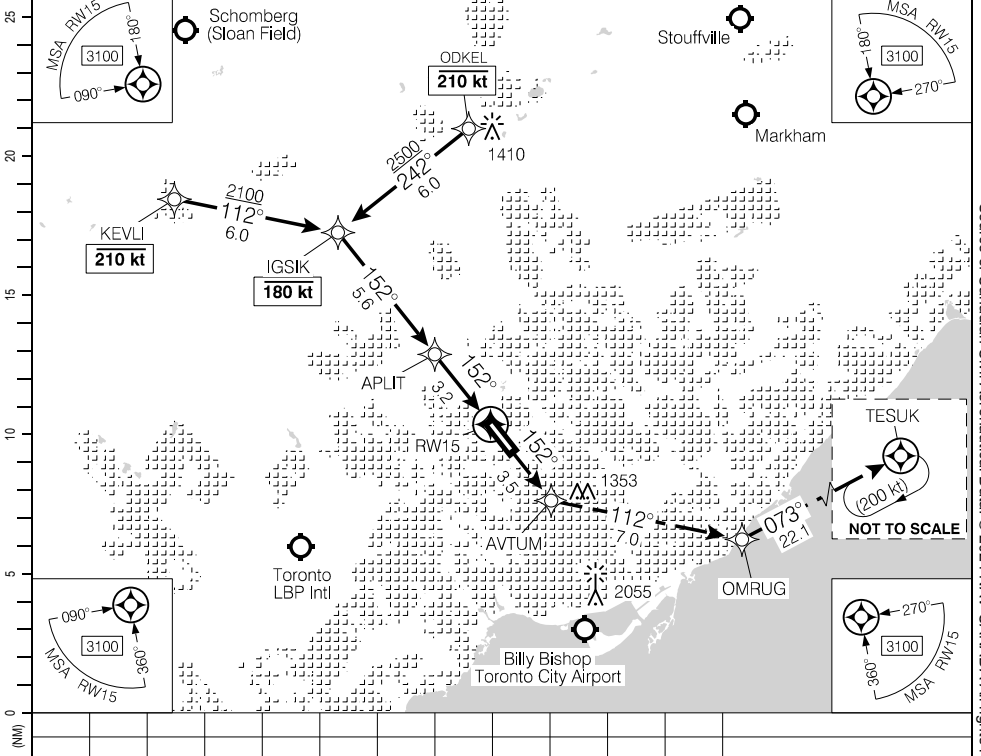 25
20
15
10
5
0
(NM)
MSA RW15
180°
3100
090°
Schomberg
(Sloan Field)
Stouffville
MSA RW15
180°
3100
270°
ODKEL
210 kt
1410
Markham
2500
242°
6.0
2100
112°
6.0
KEVLI
210 kt
IGSIK
180 kt
152°
5.6
APLIT
152°
3.2
RW15
152°
3.5
1353
AVTUM
112°
7.0
TESUK
(200 kt)
NOT TO SCALE
073°
22.1
OMRUG
Toronto
LBP Intl
2055
Billy Bishop
Toronto City Airport
090°
3100
360°
MSA RW15
270°
3100
360°
MSA RW15